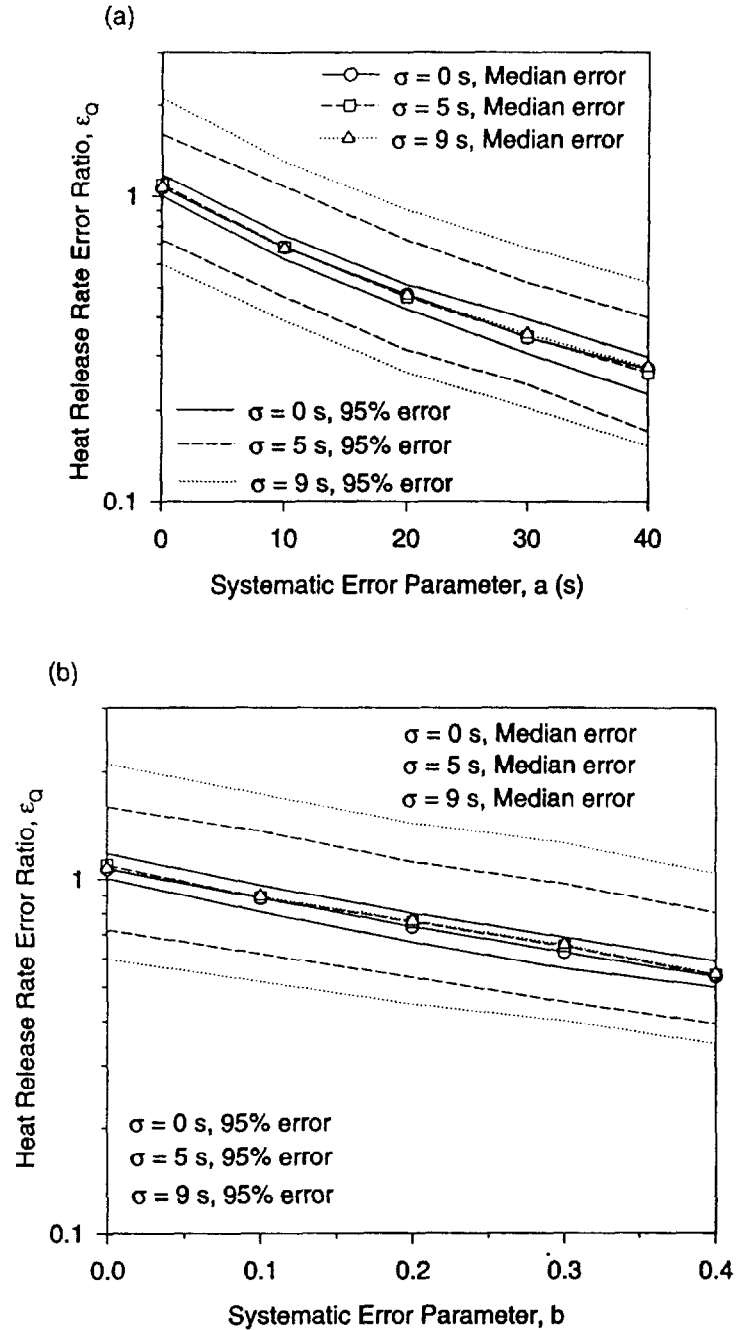 (a)
Heat Release Rate Error Ratio, εQ
σ = 0 s, Median error
σ = 5 s, Median error
σ = 9 s, Median error
1
σ = 0 s, 95% error
σ = 5 s, 95% error
σ = 9 s, 95% error
0.1
0 10 20 30 40
Systematic Error Parameter, a (s)
(b)
Heat Release Rate Error Ratio, εQ
σ = 0 s, Median error
σ = 5 s, Median error
σ = 9 s, Median error
1
σ = 0 s, 95% error
σ = 5 s, 95% error
σ = 9 s, 95% error
0.1
0.0 0.1 0.2 0.3 0.4
Systematic Error Parameter, b